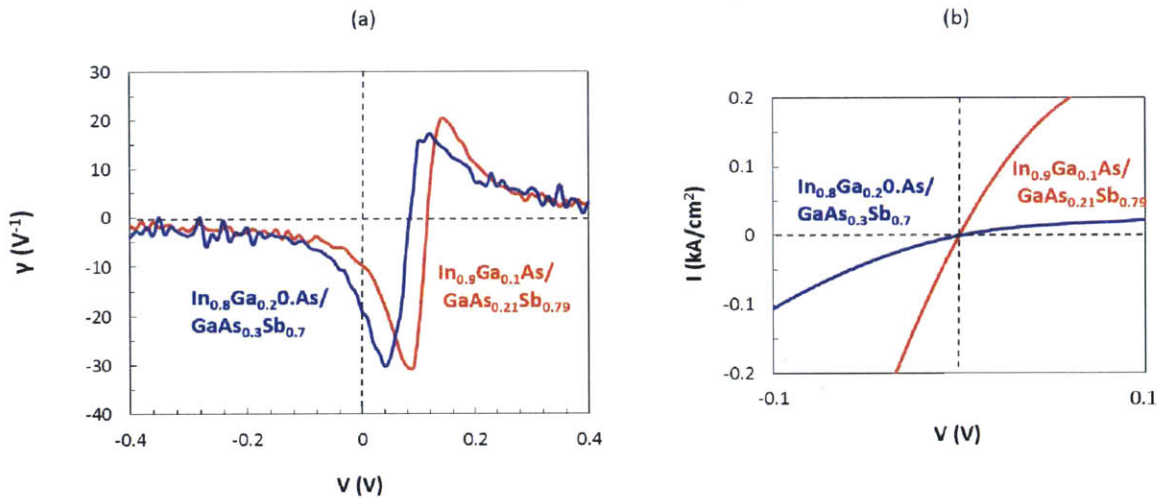 (a)
30
20
10
0
-10
-20
-30
-40
γ (V-1)
-0.4
-0.2
0
0.2
0.4
V (V)
In0.8Ga0.20.As/
GaAs0.3Sb0.7
In0.9Ga0.1As/
GaAs0.21Sb0.79
(b)
0.2
0.1
0
-0.1
-0.2
I (kA/cm2)
-0.1
0.1
V (V)
In0.8Ga0.20.As/
GaAs0.3Sb0.7
In0.9Ga0.1As/
GaAs0.21Sb0.79